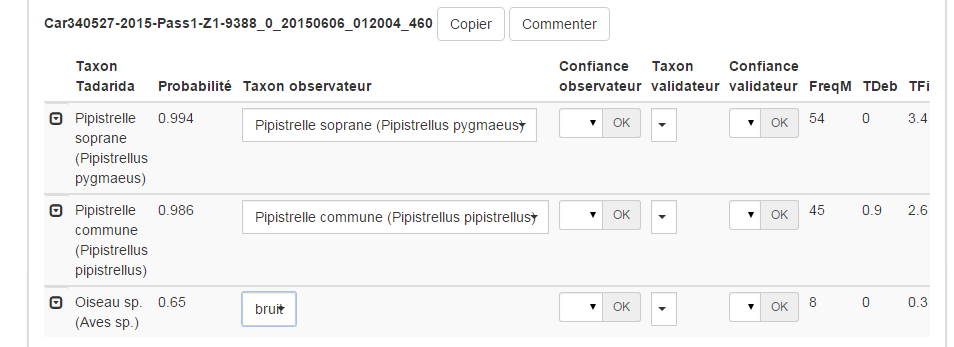 Car340527-2015-Pass1-Z1-9388_0_20150606_012004_460 Copier Commenter
Taxon Confiance Taxon Confiance
Tadarida Probabilité Taxon observateur observateur validateur validateur FreqM TDeb TFi
Pipistrelle 0.994 Pipistrelle soprane (Pipistrellus pygmaeus) OK OK 54 0 3.4
soprane
(Pipistrellus
pygmaeus)
Pipistrelle 0.986 Pipistrelle commune (Pipistrellus pipistrellus) OK OK 45 0.9 2.6
commune
(Pipistrellus
pipistrellus)
Oiseau sp. 0.65 bruit OK OK 8 0 0.3
(Aves sp.)